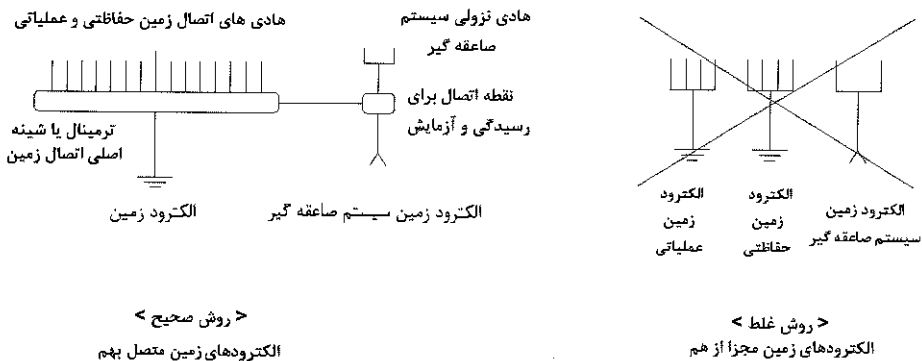 هادی های اتصال زمین حفاظتی و عملیاتی
هادی نزولی سیستم
صاعقه گیر
نقطه اتصال برای
رسیدگی و آزمایش
ترمینال یا شینه
اصلی اتصال زمین
الکترود زمین
الکترود زمین سیستم صاعقه گیر
< روش صحیح >
الکترودهای زمین متصل بهم
الکترود زمین
سیستم صاعقه گیر
الکترود
زمین
حفاظتی
الکترود
زمین
عملیاتی
< روش غلط >
الکترودهای زمین مجزا از هم